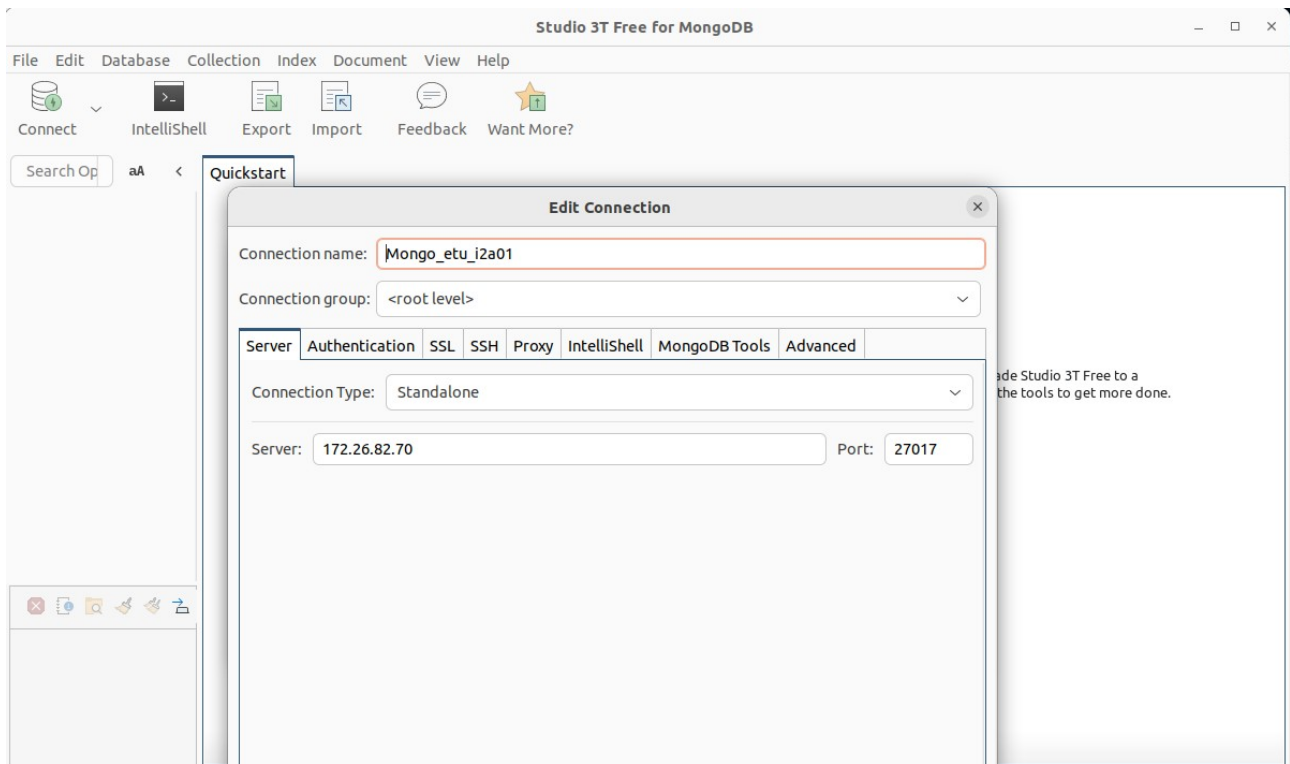 Studio 3T Free for MongoDB
File Edit Database Collection Index Document View Help
Connect IntelliShell Export Import Feedback Want More?
Search Op aA Quickstart
Edit Connection
Connection name: Mongo_etu_i2a01
Connection group: <root level>
Server Authentication SSL SSH Proxy IntelliShell MongoDB Tools Advanced
ade Studio 3T Free to a
Connection Type: Standalone
the tools to get more done.
Server: 172.26.82.70 Port: 27017